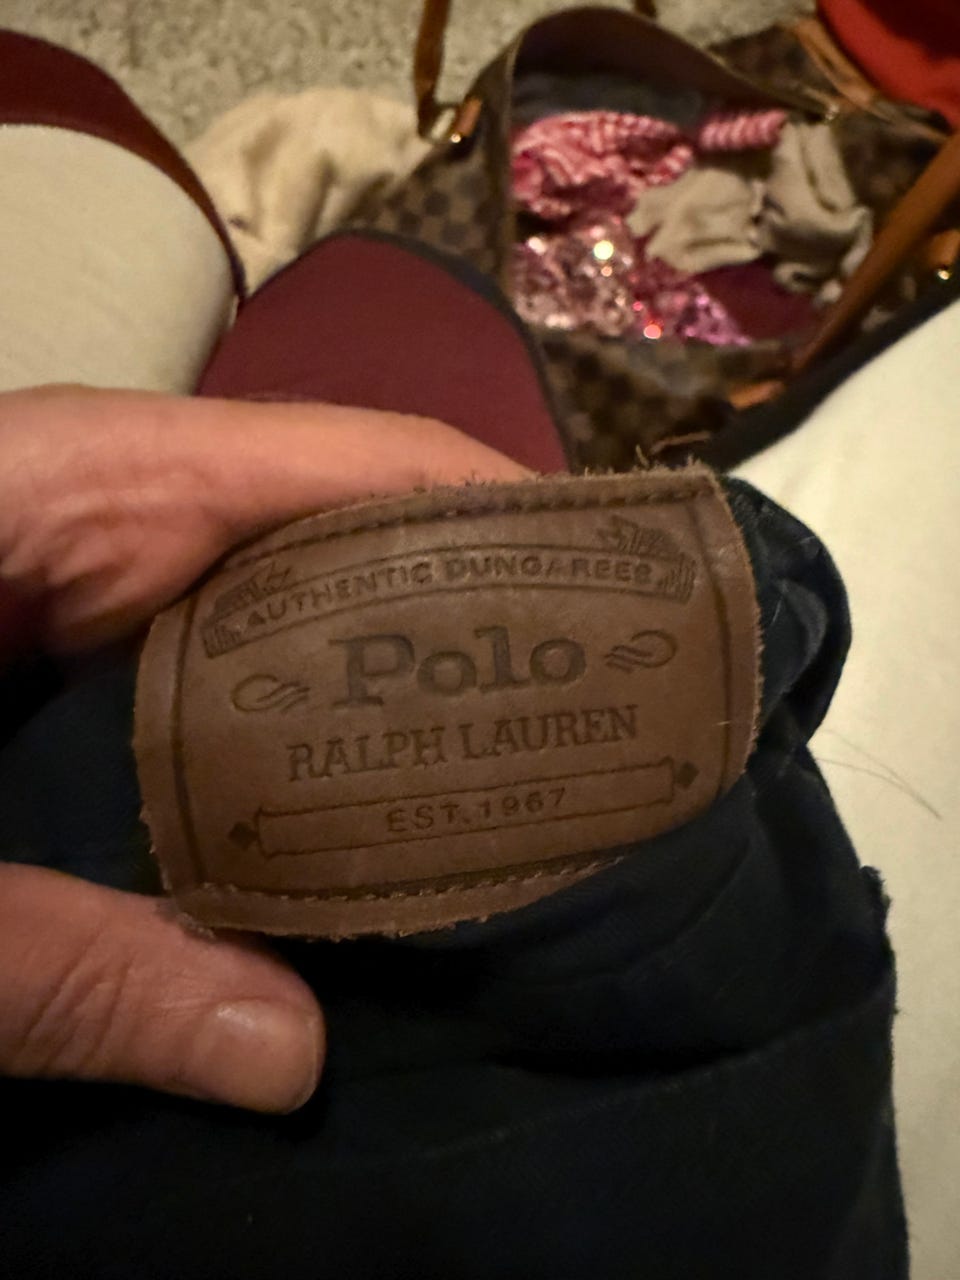 AUTHENTIC DUNGAREES
Polo
RALPH LAUREN
EST. 1967